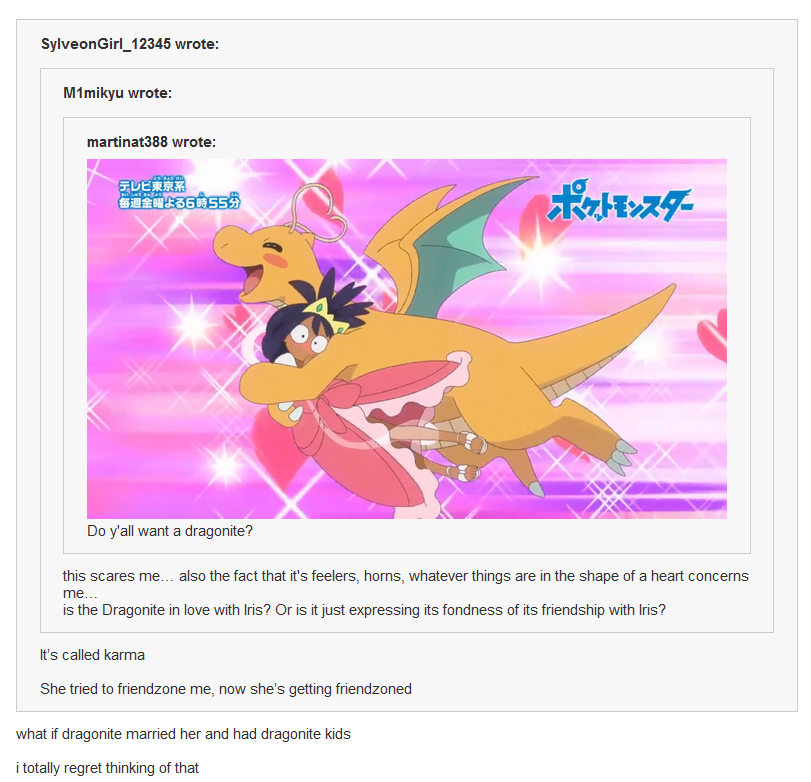 SylveonGirl_12345 wrote:
M1mikyu wrote:
martinat388 wrote:
テレビ東京系
毎週金曜よる6時55分
ポケットモンスター
Do y'all want a dragonite?
this scares me… also the fact that it's feelers, horns, whatever things are in the shape of a heart concerns
me…
is the Dragonite in love with Iris? Or is it just expressing its fondness of its friendship with Iris?
It’s called karma
She tried to friendzone me, now she’s getting friendzoned
what if dragonite married her and had dragonite kids
i totally regret thinking of that